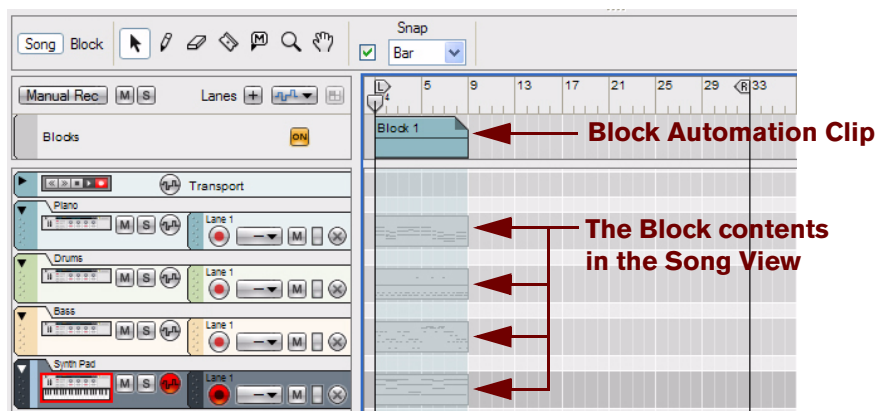 Song Block M Snap
Bar
Manual Rec M S Lanes + L 5 9 13 17 21 25 29 R 33
4
Blocks ON Block 1 Block Automation Clip
Transport
Piano
M S Lane 1 M The Block contents
in the Song View
Drums
M S Lane 1 M
Bass
M S Lane 1 M
Synth Pad
M S Lane 1 M